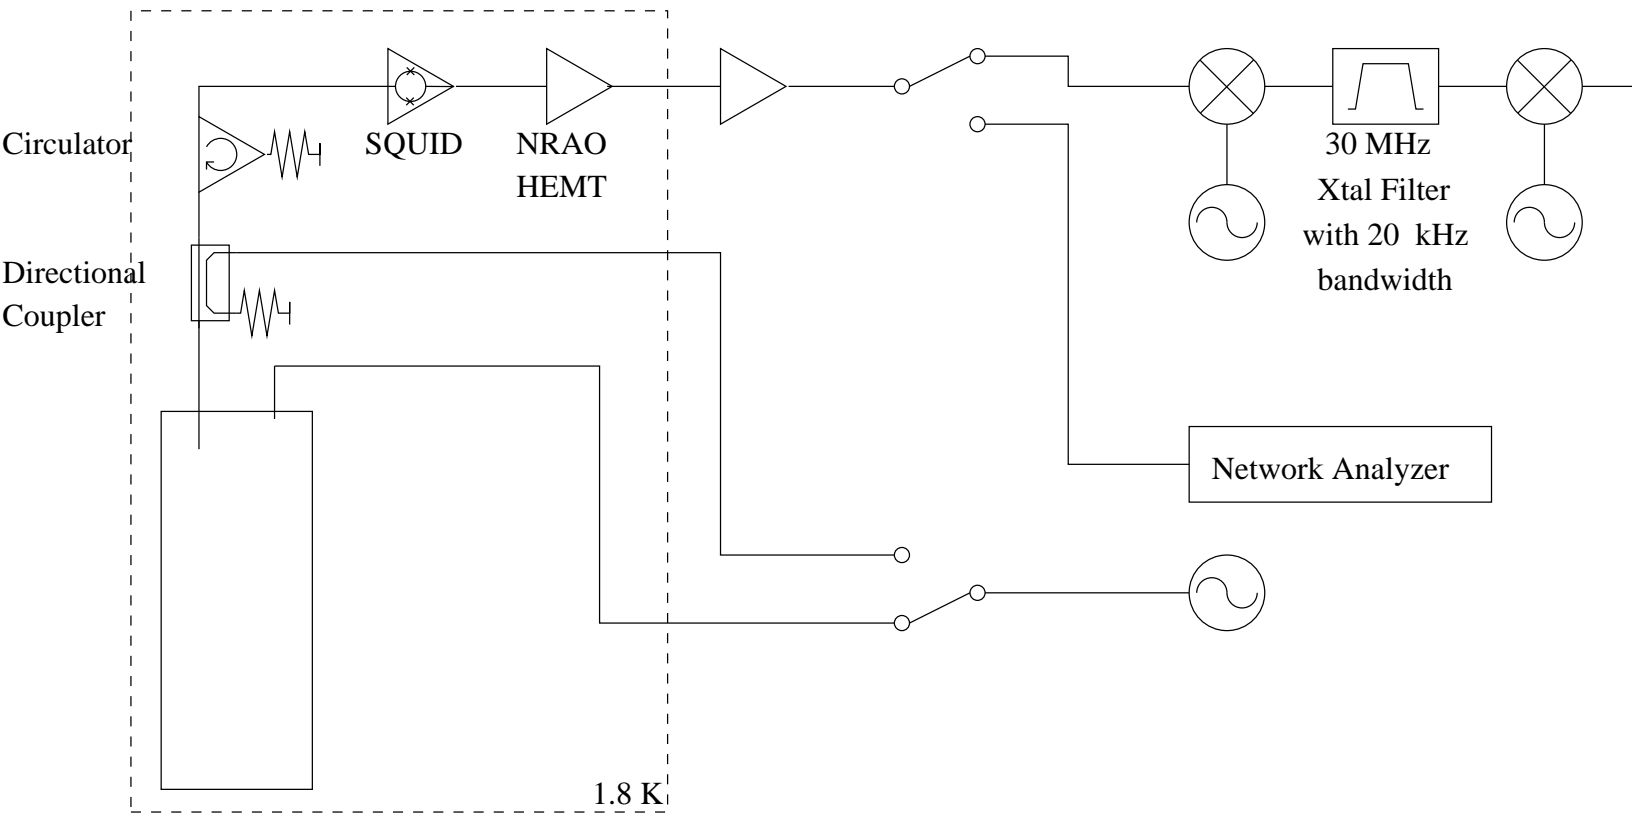 Circulator
SQUID
NRAO
HEMT
30 MHz
Xtal Filter
with 20 kHz
bandwidth
Directional
Coupler
Network Analyzer
1.8 K